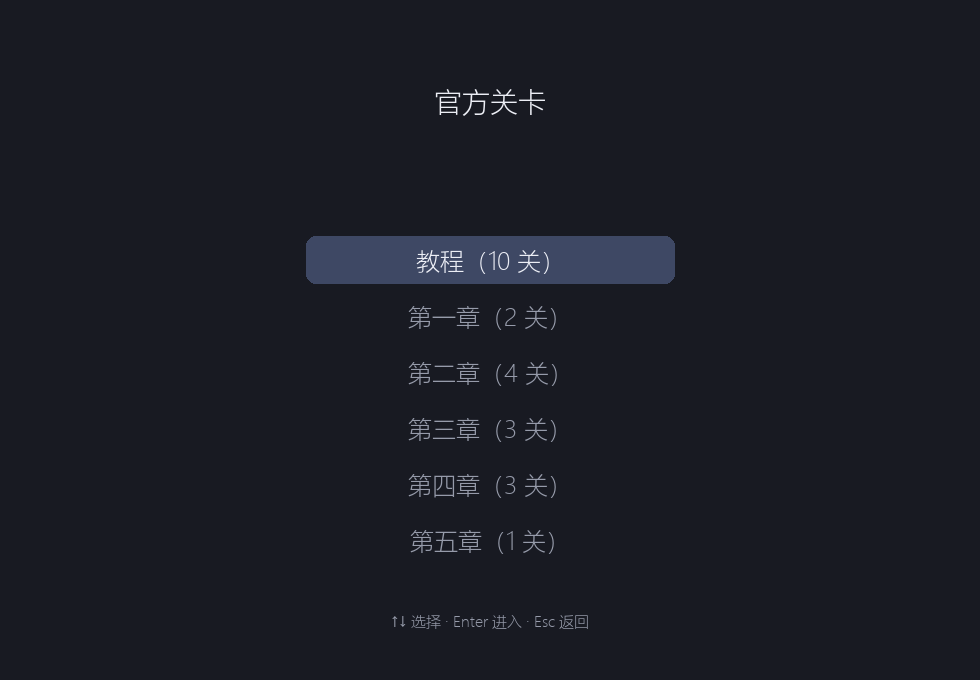 官方关卡
教程（10 关）
第一章（2 关）
第二章（4 关）
第三章（3 关）
第四章（3 关）
第五章（1 关）
↑↓ 选择 · Enter 进入 · Esc 返回